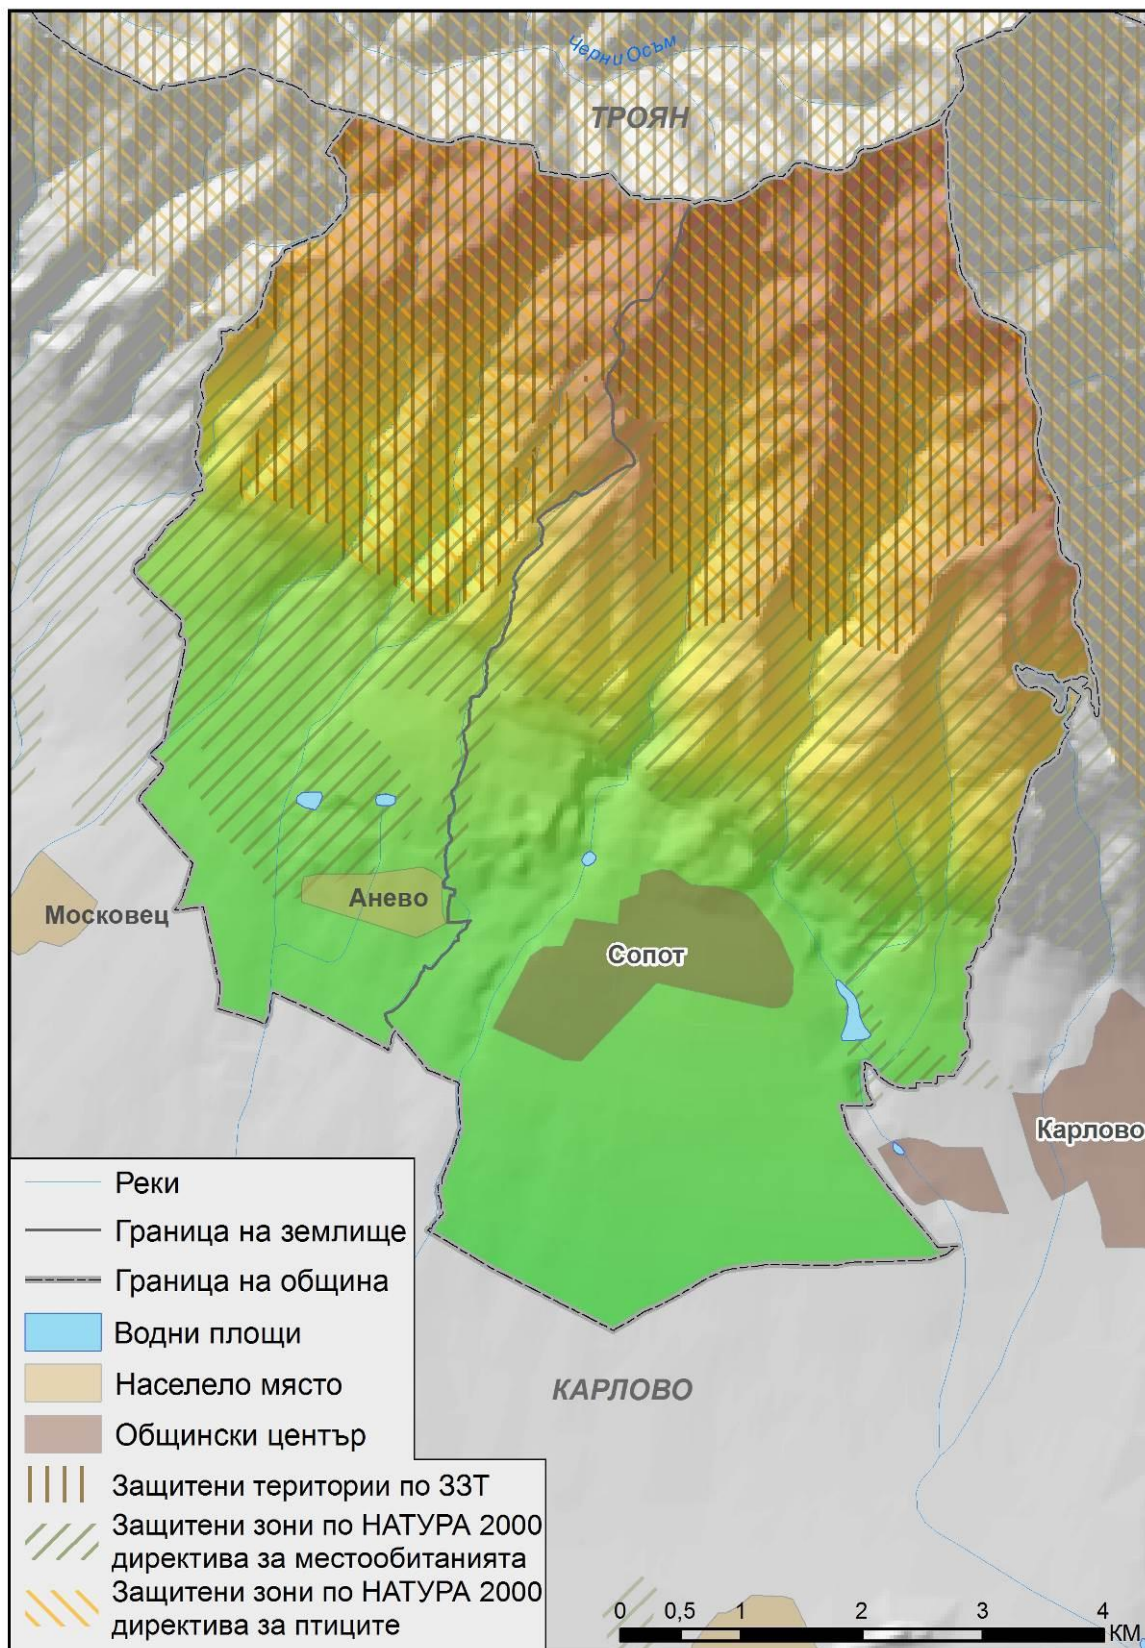 Черни Осъм
ТРОЯН
Московец
Анево
Сопот
Карлово
КАРЛОВО
Реки
Граница на землище
Граница на община
Водни площи
Населело място
Общински център
Защитени територии по ЗЗТ
Защитени зони по НАТУРА 2000
директива за местообитанията
Защитени зони по НАТУРА 2000
директива за птиците
0 0,5 1 2 3 4
КМ